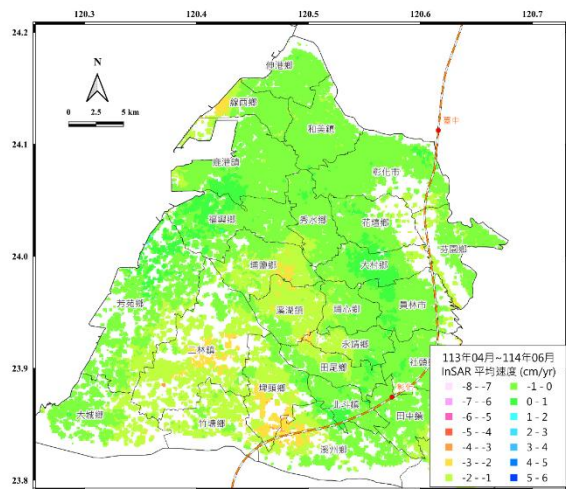 120.3 120.4 120.5 120.6 120.7
24.2
伸港鄉
N
線西鄉
0 2.5 5 km
和美鎮
烏日
24.1
鹿港鎮
彰化市
福興鄉
秀水鄉
花壇鄉
芬園鄉
24.0
埔鹽鄉
大村鄉
芳苑鄉
溪湖鎮
埔心鄉
員林市
永靖鄉
二林鎮
23.9
田尾鄉
社頭
埤頭鄉
北斗鎮
彰化
大城鄉
竹塘鄉
田中鎮
溪州鄉
23.8
113年04月~114年06月
InSAR 平均速度 (cm/yr)
-8 - -7 -1 - 0
-7 - -6 0 - 1
-6 - -5 1 - 2
-5 - -4 2 - 3
-4 - -3 3 - 4
-3 - -2 4 - 5
-2 - -1 5 - 6